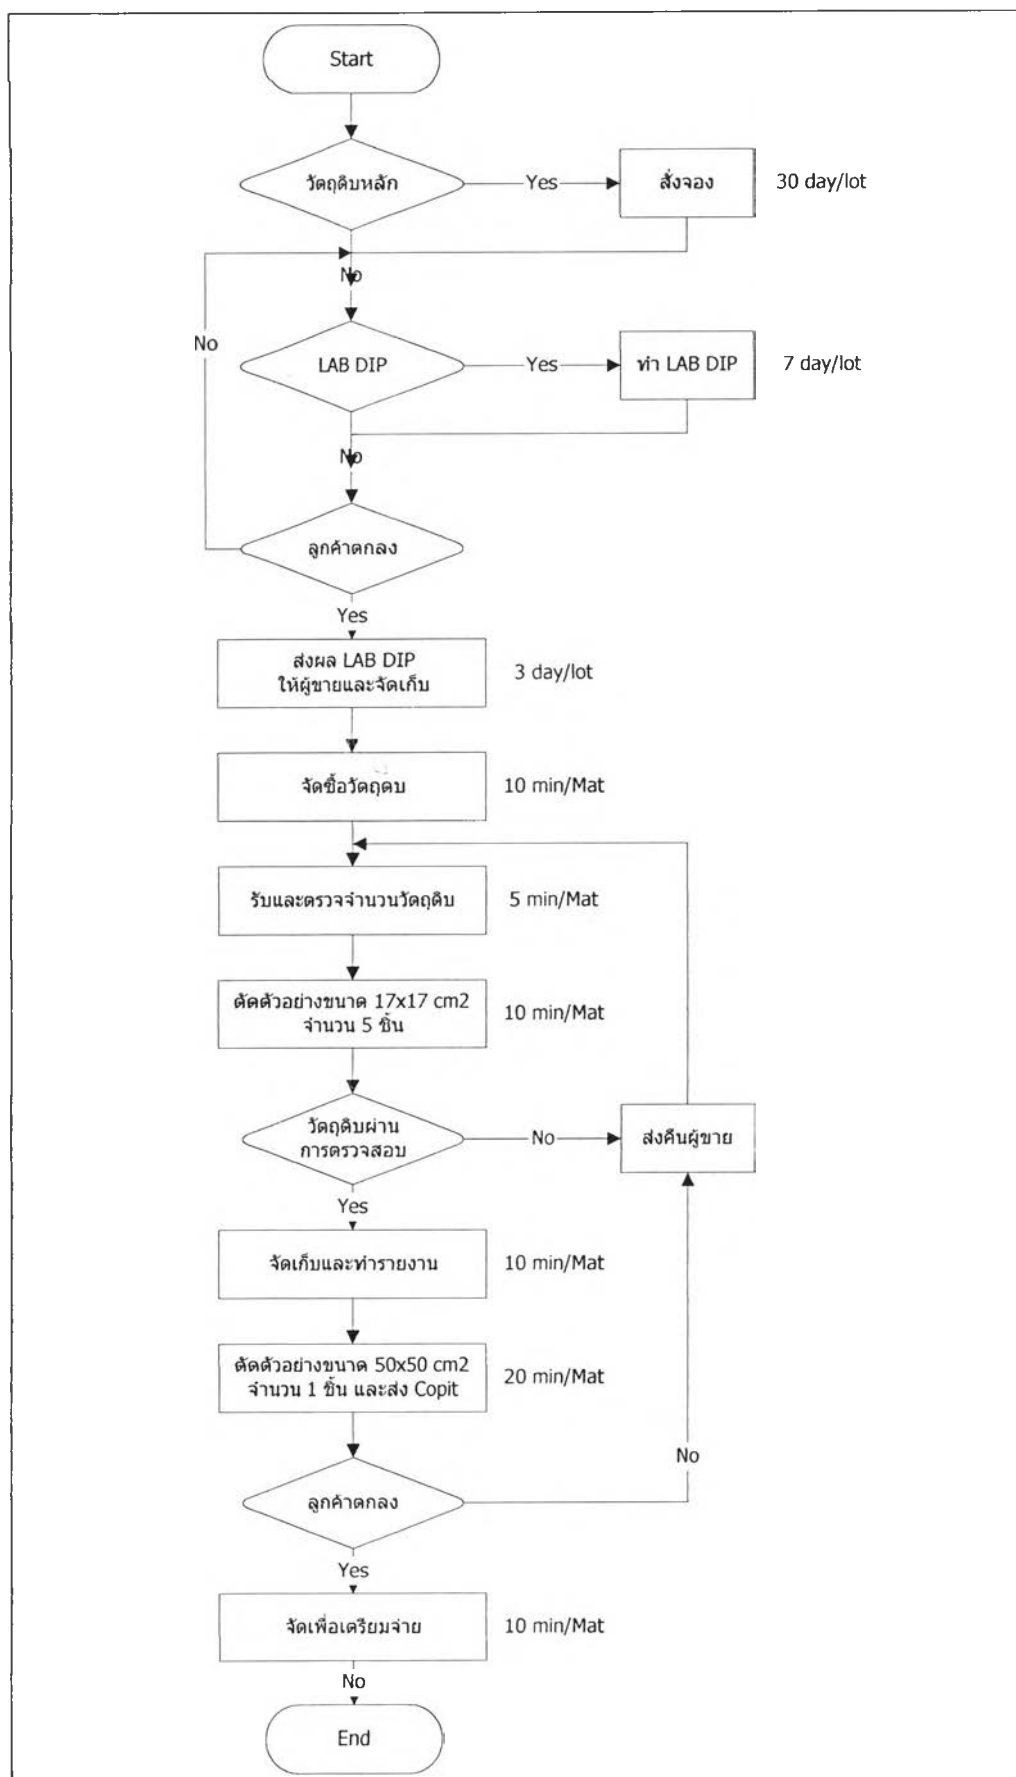 Start
วัตถุดิบหลัก
Yes
สั่งจอง
30 day/lot
No
No
LAB DIP
Yes
ทำ LAB DIP
7 day/lot
No
ลูกค้าตกลง
Yes
ส่งผล LAB DIP
ให้ผู้ขายและจัดเก็บ
3 day/lot
จัดซื้อวัตถุดบ
10 min/Mat
รับและตรวจจำนวนวัตถุดิบ
5 min/Mat
ตัดตัวอย่างขนาด 17x17 cm2
จำนวน 5 ชิ้น
10 min/Mat
วัตถุดิบผ่าน
การตรวจสอบ
No
ส่งคืนผู้ขาย
Yes
จัดเก็บและทำรายงาน
10 min/Mat
ตัดตัวอย่างขนาด 50x50 cm2
จำนวน 1 ชิ้น และส่ง Copit
20 min/Mat
No
ลูกค้าตกลง
Yes
จัดเพื่อเตรียมจ่าย
10 min/Mat
No
End